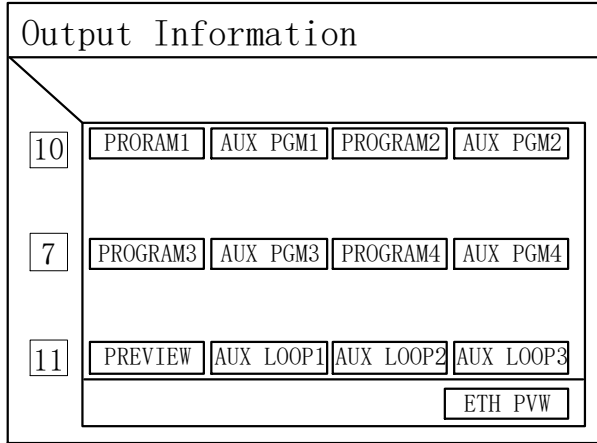 Output Information
10 PRORAM1 AUX PGM1 PROGRAM2 AUX PGM2
7 PROGRAM3 AUX PGM3 PROGRAM4 AUX PGM4
11 PREVIEW AUX LOOP1 AUX LOOP2 AUX LOOP3
ETH PVW